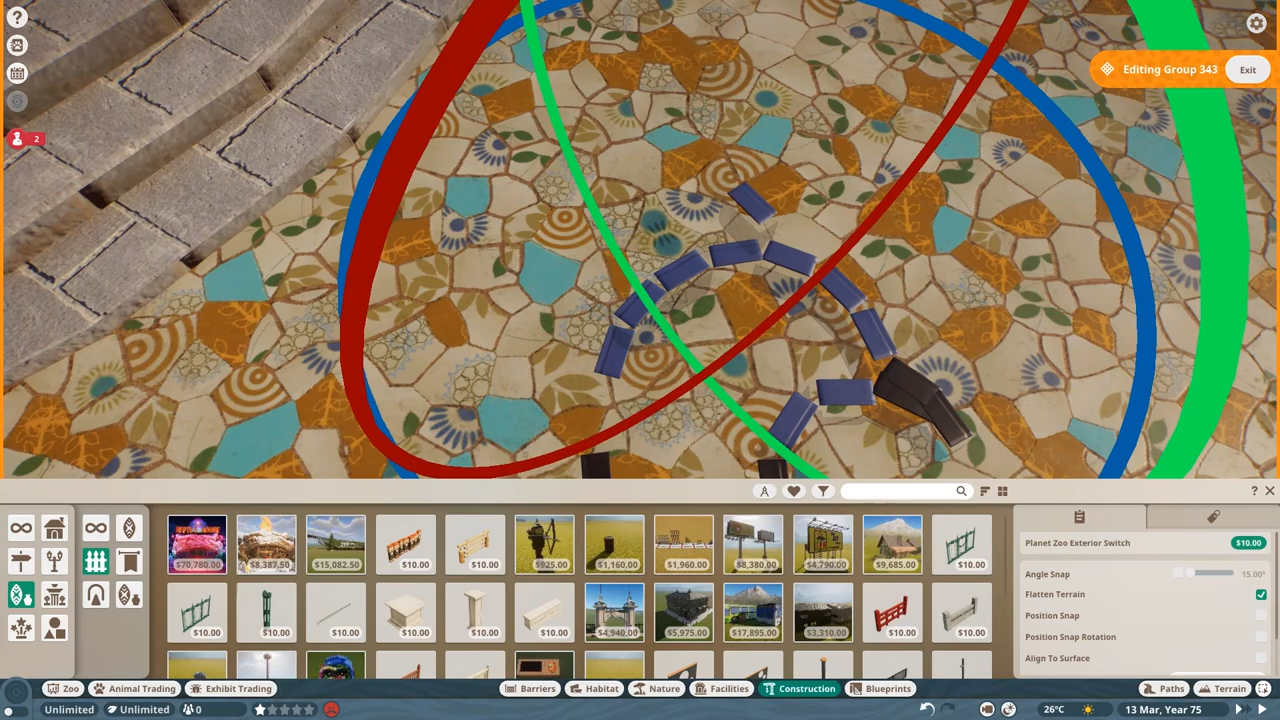 ?
Editing Group 343
Exit
2
? ×
$70,780.00
$8,387.50
$15,082.50
$10.00
$10.00
$925.00
$1,160.00
$1,960.00
$8,380.00
$4,790.00
$9,685.00
$10.00
$10.00
$10.00
$10.00
$10.00
$10.00
$10.00
$4,940.00
$5,975.00
$17,895.00
$3,310.00
$10.00
$10.00
Planet Zoo Exterior Switch
$10.00
Angle Snap
15.00°
Flatten Terrain
Position Snap
Position Snap Rotation
Align To Surface
Zoo
Animal Trading
Exhibit Trading
Barriers
Habitat
Nature
Facilities
Construction
Blueprints
Paths
Terrain
Unlimited
Unlimited
0
26°C
13 Mar, Year 75